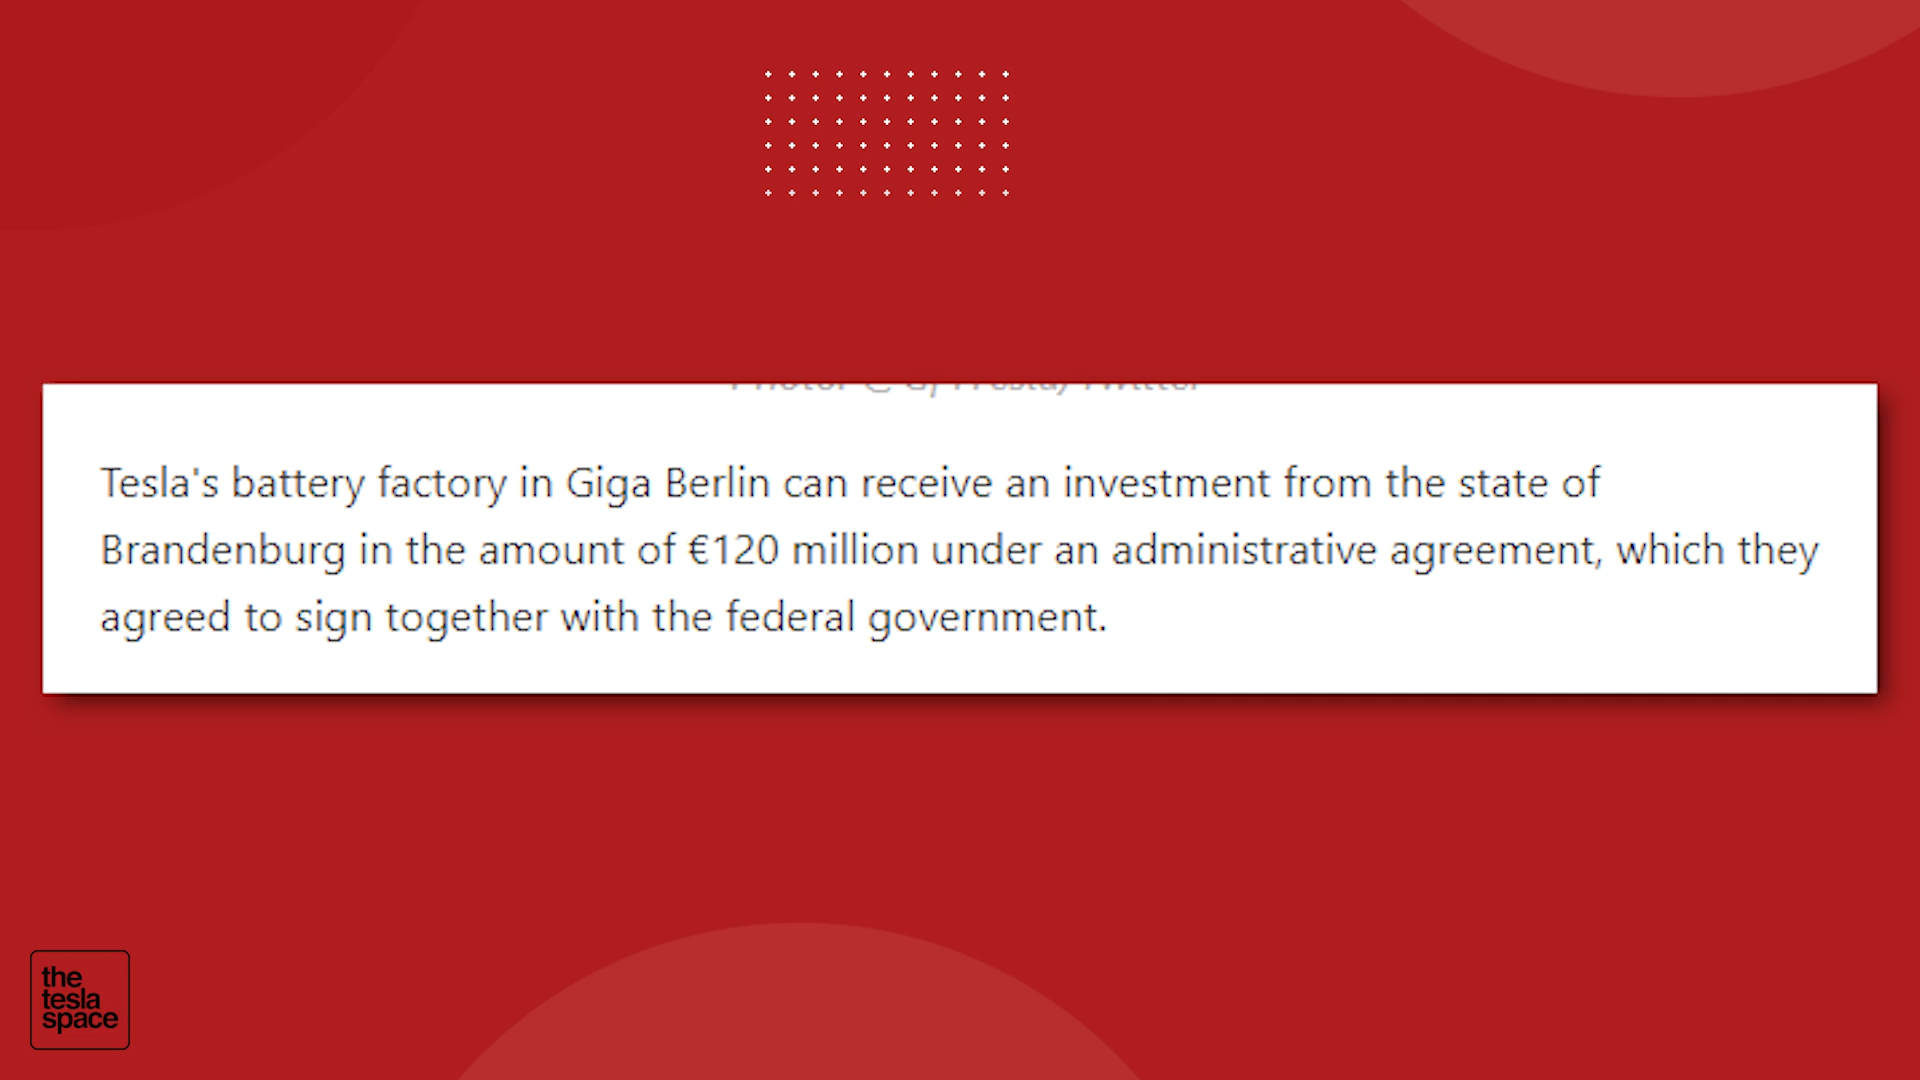 Tesla's battery factory in Giga Berlin can receive an investment from the state of
Brandenburg in the amount of €120 million under an administrative agreement, which they
agreed to sign together with the federal government.
the
tesla
space